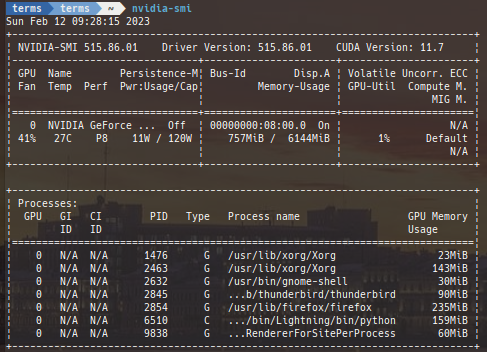 terms terms ~ nvidia-smi
Sun Feb 12 09:28:15 2023
NVIDIA-SMI 515.86.01 Driver Version: 515.86.01 CUDA Version: 11.7
GPU Name Persistence-M| Bus-Id Disp.A | Volatile Uncorr. ECC
Fan Temp Perf Pwr:Usage/Cap| Memory-Usage | GPU-Util Compute M.
MIG M.
0 NVIDIA GeForce ... Off | 00000000:08:00.0 On | N/A
41% 27C P8 11W / 120W | 757MiB / 6144MiB | 1% Default
N/A
Processes:
GPU GI CI PID Type Process name GPU Memory
ID ID Usage
0 N/A N/A 1476 G /usr/lib/xorg/Xorg 23MiB
0 N/A N/A 2463 G /usr/lib/xorg/Xorg 143MiB
0 N/A N/A 2632 G /usr/bin/gnome-shell 30MiB
0 N/A N/A 2845 G ...b/thunderbird/thunderbird 90MiB
0 N/A N/A 2854 G /usr/lib/firefox/firefox 235MiB
0 N/A N/A 6510 C .../bin/Lightning/bin/python 159MiB
0 N/A N/A 9838 G ...RendererForSitePerProcess 60MiB